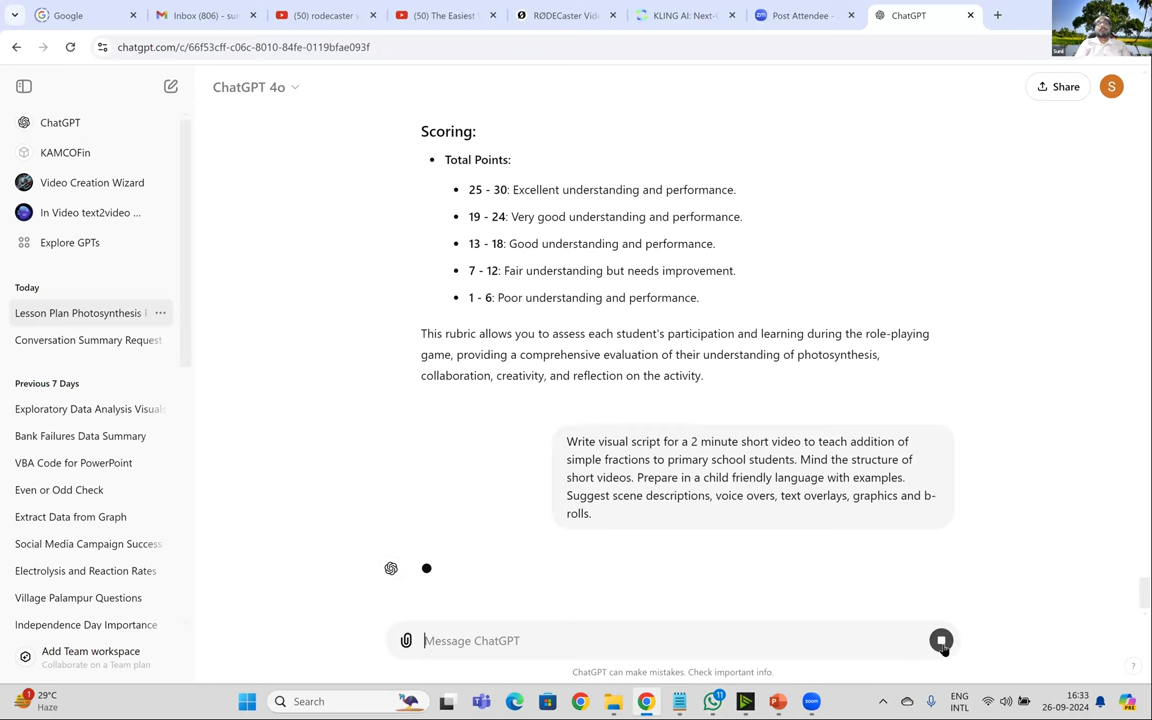 Google
Inbox (806) - sur
(50) rodecaster v
(50) The Easiest
RØDECaster Vid
KLING AI: Next-G
Post Attendee -
ChatGPT
chatgpt.com/c/66f53cff-c06c-8010-84fe-0119bfae093f
Sunil
ChatGPT 4o
Share
S
ChatGPT
KAMCOFin
Video Creation Wizard
In Video text2video ...
Explore GPTs
Today
Lesson Plan Photosynthesis
Conversation Summary Request
Previous 7 Days
Exploratory Data Analysis Visuals
Bank Failures Data Summary
VBA Code for PowerPoint
Even or Odd Check
Extract Data from Graph
Social Media Campaign Success
Electrolysis and Reaction Rates
Village Palampur Questions
Independence Day Importance
Add Team workspace
Collaborate on a Team plan
Scoring:
Total Points:
25 - 30: Excellent understanding and performance.
19 - 24: Very good understanding and performance.
13 - 18: Good understanding and performance.
7 - 12: Fair understanding but needs improvement.
1 - 6: Poor understanding and performance.
This rubric allows you to assess each student's participation and learning during the role-playing
game, providing a comprehensive evaluation of their understanding of photosynthesis,
collaboration, creativity, and reflection on the activity.
Write visual script for a 2 minute short video to teach addition of
simple fractions to primary school students. Mind the structure of
short videos. Prepare in a child friendly language with examples.
Suggest scene descriptions, voice overs, text overlays, graphics and b-
rolls.
Message ChatGPT
ChatGPT can make mistakes. Check important info.
?
1
29°C
Haze
Search
11
ENG
INTL
16:33
26-09-2024
PRE